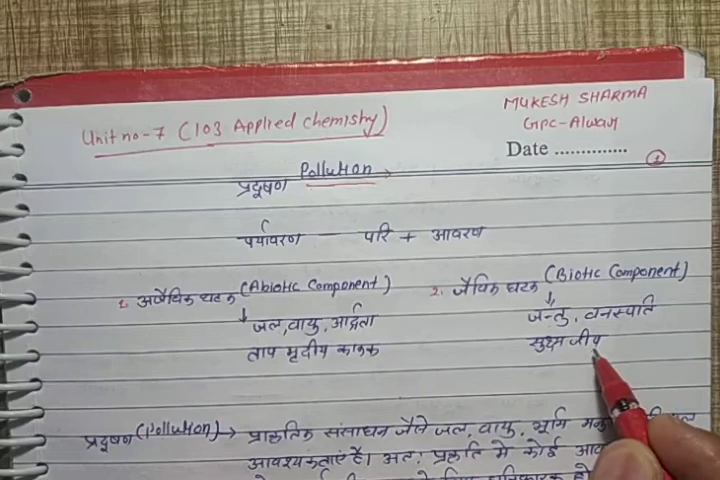 MUKESH SHARMA
Unit no-7 (103 Applied Chemistry)
GPC-Alwar
Date ..............
1
प्रदूषण Pollution
पर्यावरण — परि + आवरण
1. अजैविक घटक (Abiotic Component) 2. जैविक घटक (Biotic Component)
जल, वायु, आर्द्रता जन्तु, वनस्पति
ताप मृदीय कारक सुक्ष्म जीव
प्रदूषण (Pollution) → प्राकृतिक संसाधन जैसे जल, वायु, भूमि
आवश्यकताएं है। अतः प्रकृति मे कोई